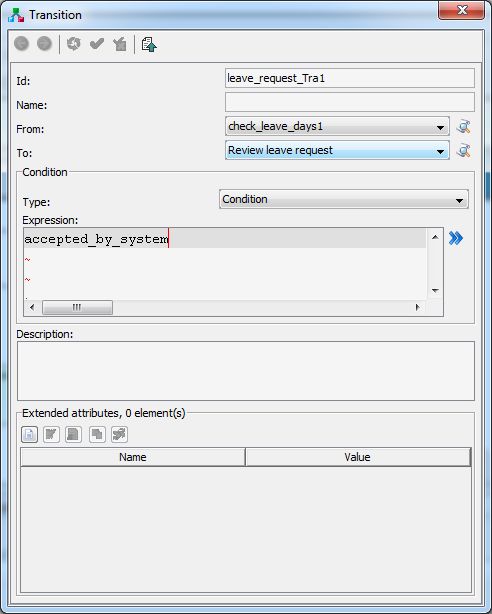 Transition
Id:
leave_request_Tra1
Name:
From:
check_leave_days1
To:
Review leave request
Condition
Type:
Condition
Expression:
accepted_by_system
~
~
Description:
Extended attributes, 0 element(s)
Name Value